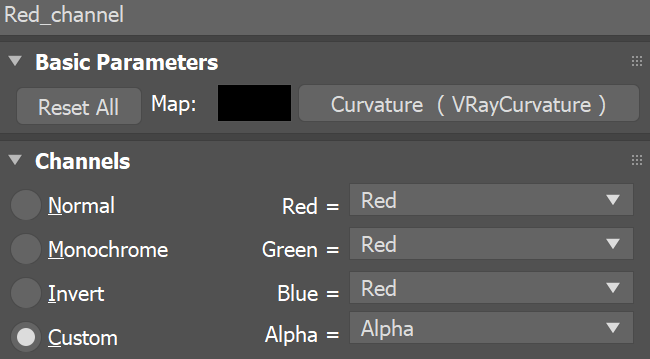 Red_channel
Basic Parameters
Reset All Map: Curvature ( VRayCurvature )
Channels
Normal Red = Red
Monochrome Green = Red
Invert Blue = Red
Custom Alpha = Alpha